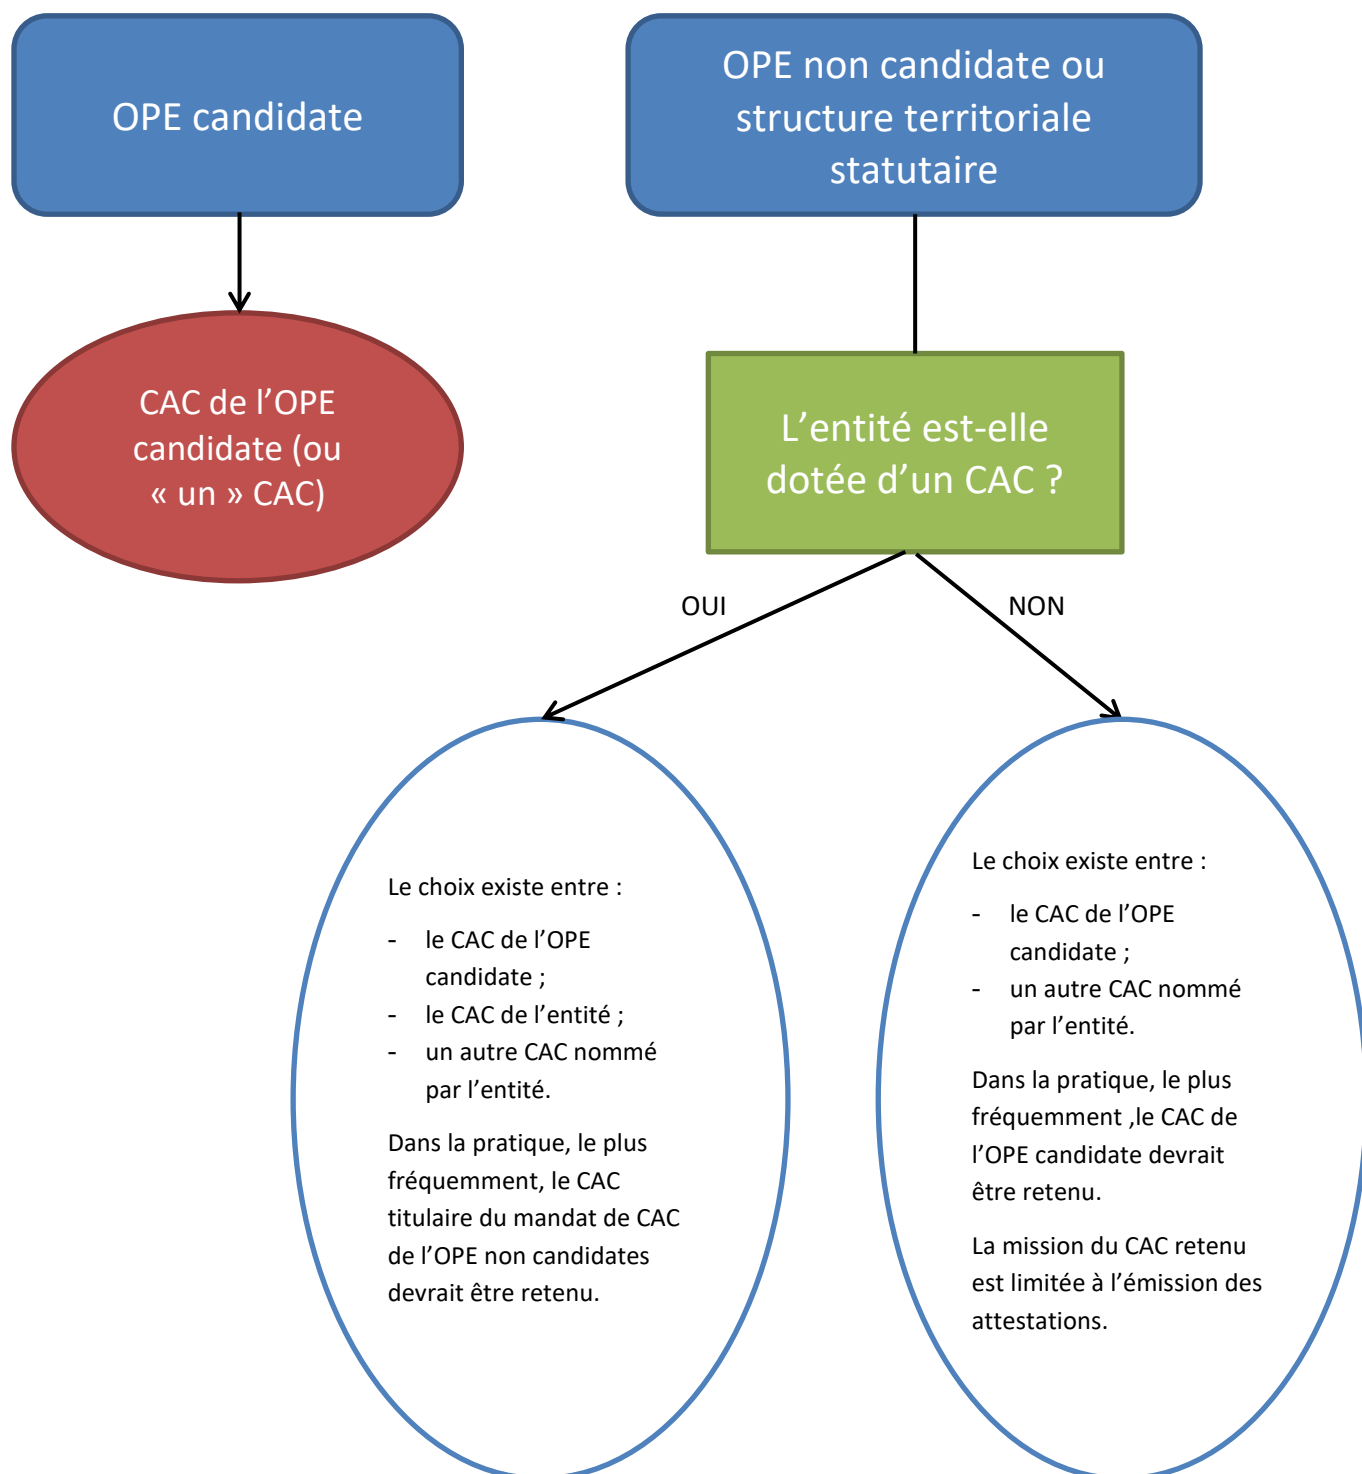 OPE candidate
OPE non candidate ou
structure territoriale
statutaire
CAC de l’OPE
candidate (ou
« un » CAC)
L’entité est-elle
dotée d’un CAC ?
OUI
NON
Le choix existe entre :
- le CAC de l’OPE
candidate ;
- le CAC de l’entité ;
- un autre CAC nommé
par l’entité.
Dans la pratique, le plus
fréquemment, le CAC
titulaire du mandat de CAC
de l’OPE non candidates
devrait être retenu.
Le choix existe entre :
- le CAC de l’OPE
candidate ;
- un autre CAC nommé
par l’entité.
Dans la pratique, le plus
fréquemment ,le CAC de
l’OPE candidate devrait
être retenu.
La mission du CAC retenu
est limitée à l’émission des
attestations.